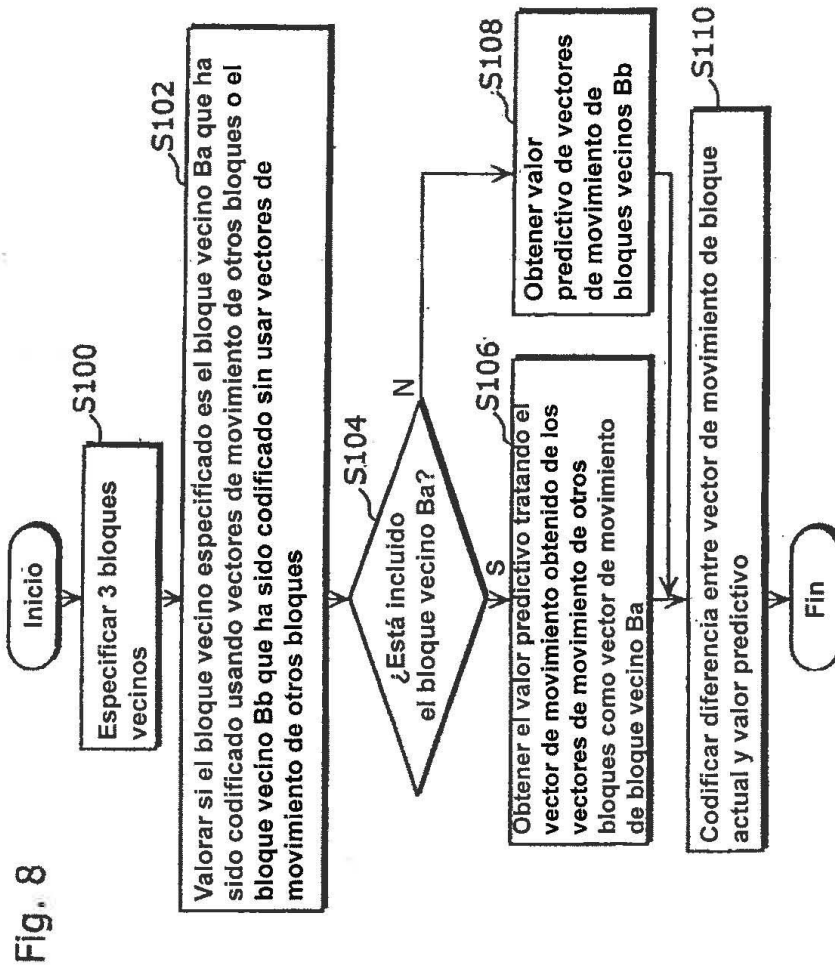 Fig. 8
Inicio
S100
Especificar 3 bloques
vecinos
S102
Valorar si el bloque vecino especificado es el bloque vecino Ba que ha
sido codificado usando vectores de movimiento de otros bloques o el
bloque vecino Bb que ha sido codificado sin usar vectores de
movimiento de otros bloques
S104
¿Está incluido
el bloque vecino Ba?
N
S
S106
Obtener el valor predictivo tratando el
vector de movimiento obtenido de los
vectores de movimiento de otros
bloques como vector de movimiento
de bloque vecino Ba
S108
Obtener valor
predictivo de vectores
de movimiento de
bloques vecinos Bb
S110
Codificar diferencia entre vector de movimiento de bloque
actual y valor predictivo
Fin